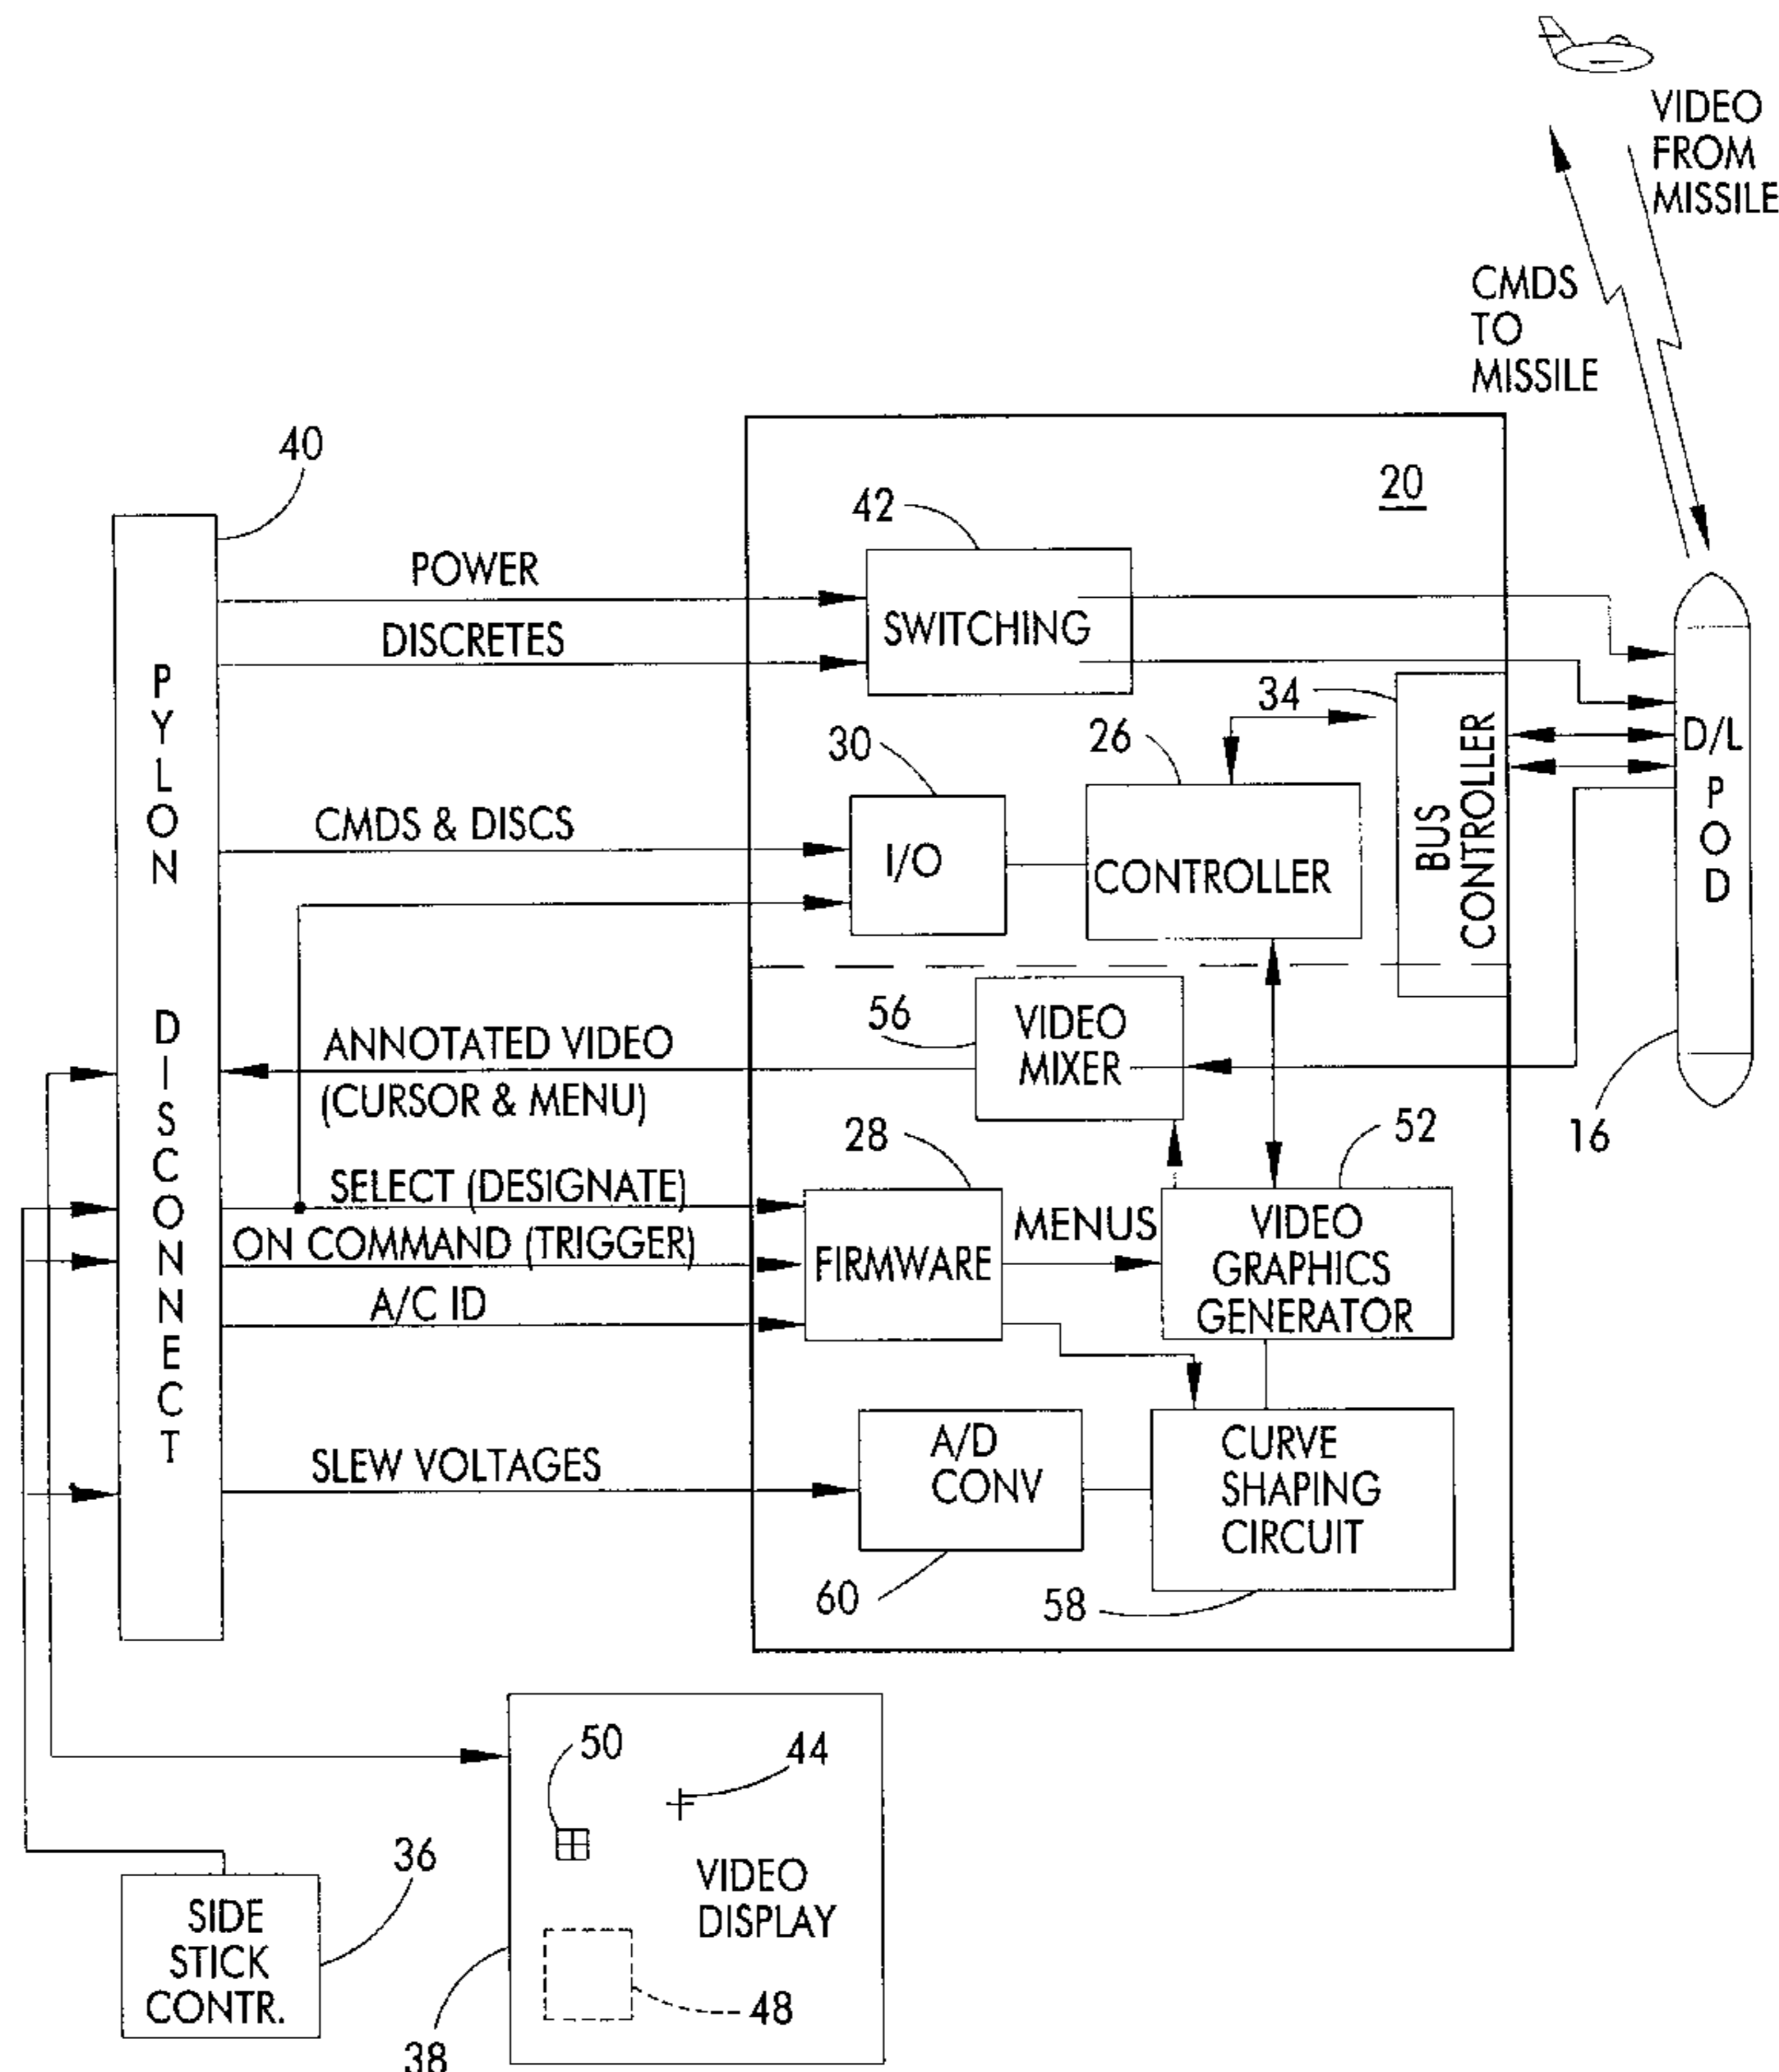 VIDEO
FROM
MISSILE
CMDS
TO
MISSILE
40
20
42
POWER
SWITCHING
DISCRETES
PYLON DISCONNECT
34
26
30
BUS
CONTROLLER
D/L
POD
CMDS & DISCS
I/O
CONTROLLER
56
VIDEO
MIXER
ANNOTATED VIDEO
(CURSOR & MENU)
16
28
52
SELECT (DESIGNATE)
ON COMMAND (TRIGGER)
A/C ID
FIRMWARE
MENUS
VIDEO
GRAPHICS
GENERATOR
SLEW VOLTAGES
A/D
CONV
CURVE
SHAPING
CIRCUIT
60
58
50
44
36
VIDEO
DISPLAY
SIDE
STICK
CONTR.
48
38